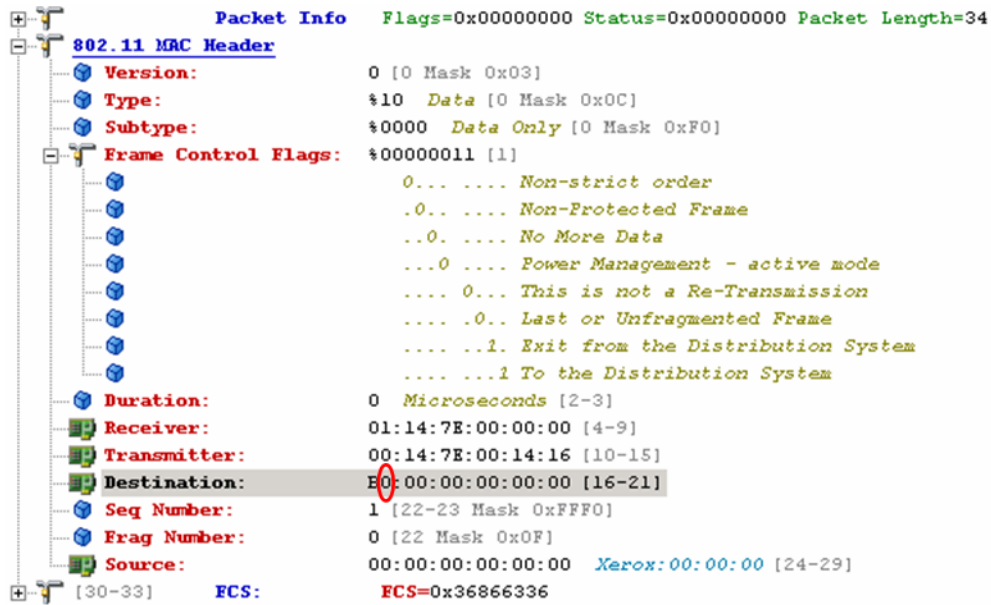 Packet Info Flags=0x00000000 Status=0x00000000 Packet Length=34
802.11 MAC Header
Version: 0 [0 Mask 0x03]
Type: %10 Data [0 Mask 0x0C]
Subtype: %0000 Data Only [0 Mask 0xF0]
Frame Control Flags: %00000011 [1]
0... .... Non-strict order
.0.. .... Non-Protected Frame
..0. .... No More Data
...0 .... Power Management - active mode
.... 0... This is not a Re-Transmission
.... .0.. Last or Unfragmented Frame
.... ..1. Exit from the Distribution System
.... ...1 To the Distribution System
Duration: 0 Microseconds [2-3]
Receiver: 01:14:7E:00:00:00 [4-9]
Transmitter: 00:14:7E:00:14:16 [10-15]
Destination: E0:00:00:00:00:00 [16-21]
Seq Number: 1 [22-23 Mask 0xFFF0]
Frag Number: 0 [22 Mask 0x0F]
Source: 00:00:00:00:00:00 Xerox:00:00:00 [24-29]
[30-33] FCS: FCS=0x36866336